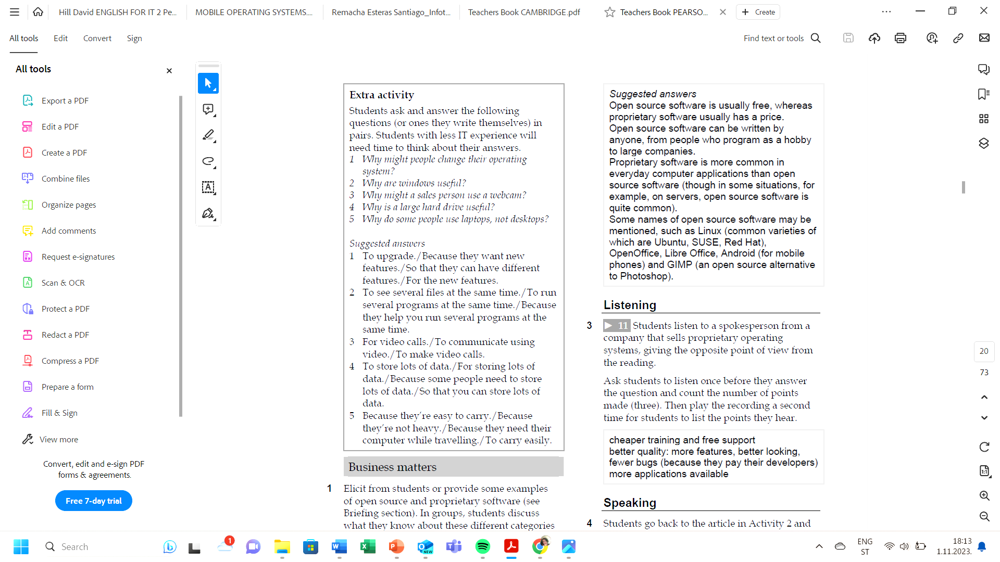 Hill David ENGLISH FOR IT 2 Pe...
MOBILE OPERATING SYSTEMS....
Remacha Esteras Santiago_Infot...
Teachers Book CAMBRIDGE.pdf
Teachers Book PEARSO...
Create
All tools
Edit
Convert
Sign
Find text or tools
All tools
Export a PDF
Edit a PDF
Create a PDF
Combine files
Organize pages
Add comments
Request e-signatures
Scan & OCR
Protect a PDF
Redact a PDF
Compress a PDF
Prepare a form
Fill & Sign
View more
Convert, edit and e-sign PDF
forms & agreements.
Free 7-day trial
Extra activity
Students ask and answer the following
questions (or ones they write themselves) in
pairs. Students with less IT experience will
need time to think about their answers.
1 Why might people change their operating
system?
2 Why are windows useful?
3 Why might a sales person use a webcam?
4 Why is a large hard drive useful?
5 Why do some people use laptops, not desktops?
Suggested answers
1 To upgrade./Because they want new
features./So that they can have different
features./For the new features.
2 To see several files at the same time./To run
several programs at the same time./Because
they help you run several programs at the
same time.
3 For video calls./To communicate using
video./To make video calls.
4 To store lots of data./For storing lots of
data./Because some people need to store
lots of data./So that you can store lots of
data.
5 Because they're easy to carry./Because
they're not heavy./Because they need their
computer while travelling./To carry easily.
Business matters
1 Elicit from students or provide some examples
of open source and proprietary software (see
Briefing section). In groups, students discuss
what they know about these different categories
Suggested answers
Open source software is usually free, whereas
proprietary software usually has a price.
Open source software can be written by
anyone, from people who program as a hobby
to large companies.
Proprietary software is more common in
everyday computer applications than open
source software (though in some situations, for
example, on servers, open source software is
quite common).
Some names of open source software may be
mentioned, such as Linux (common varieties of
which are Ubuntu, SUSE, Red Hat),
OpenOffice, Libre Office, Android (for mobile
phones) and GIMP (an open source alternative
to Photoshop).
Listening
3 ▶ 11 Students listen to a spokesperson from a
company that sells proprietary operating
systems, giving the opposite point of view from
the reading.
Ask students to listen once before they answer
the question and count the number of points
made (three). Then play the recording a second
time for students to list the points they hear.
cheaper training and free support
better quality: more features, better looking,
fewer bugs (because they pay their developers)
more applications available
Speaking
4 Students go back to the article in Activity 2 and
20
73
Search
1
NEW
ENG
ST
18:13
1.11.2023.